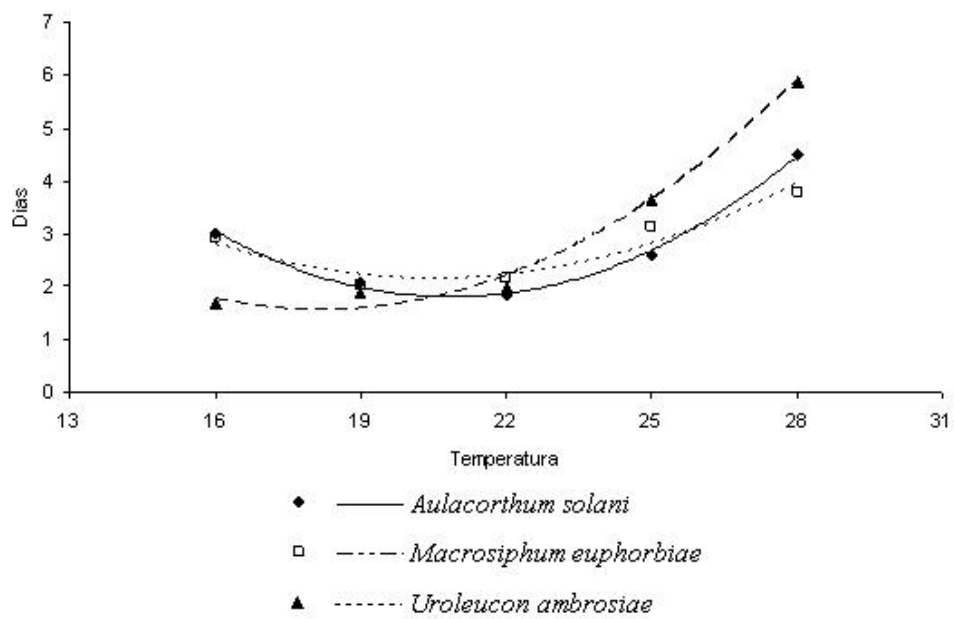 7
6
5
4
3
2
1
0
Dias
13 16 19 22 25 28 31
Temperatura
Aulacorthum solani
Macrosiphum euphorbiae
Uroleucon ambrosiae